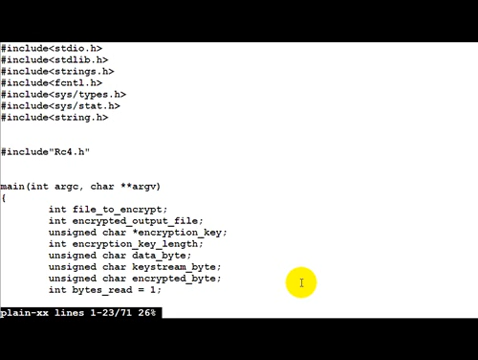 #include<stdio.h>
#include<stdlib.h>
#include<strings.h>
#include<fcntl.h>
#include<sys/types.h>
#include<sys/stat.h>
#include<string.h>
#include"Rc4.h"
main(int argc, char **argv)
{
int file_to_encrypt;
int encrypted_output_file;
unsigned char *encryption_key;
int encryption_key_length;
unsigned char data_byte;
unsigned char keystream_byte;
unsigned char encrypted_byte;
int bytes_read = 1;
plain-xx lines 1-23/71 26%